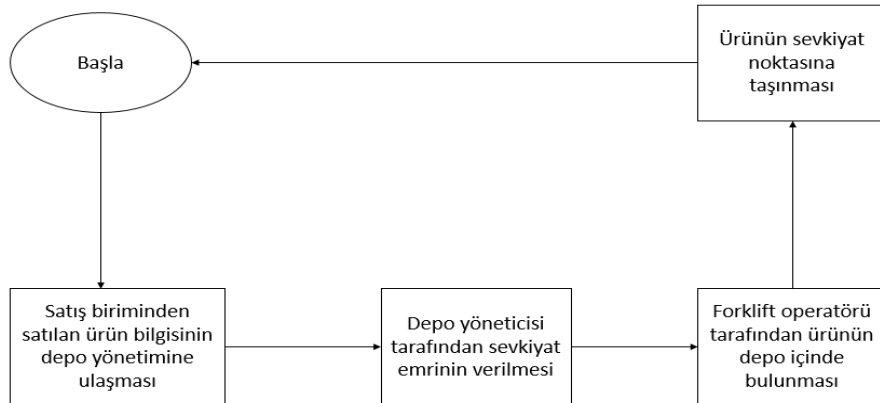 Başla
Satış biriminden
satılan ürün bilgisinin
depo yönetimine
ulaşması
Depo yöneticisi
tarafından sevkiyat
emrinin verilmesi
Forklift operatörü
tarafından ürünün
depo içinde
bulunması
Ürünün sevkiyat
noktasına
taşınması